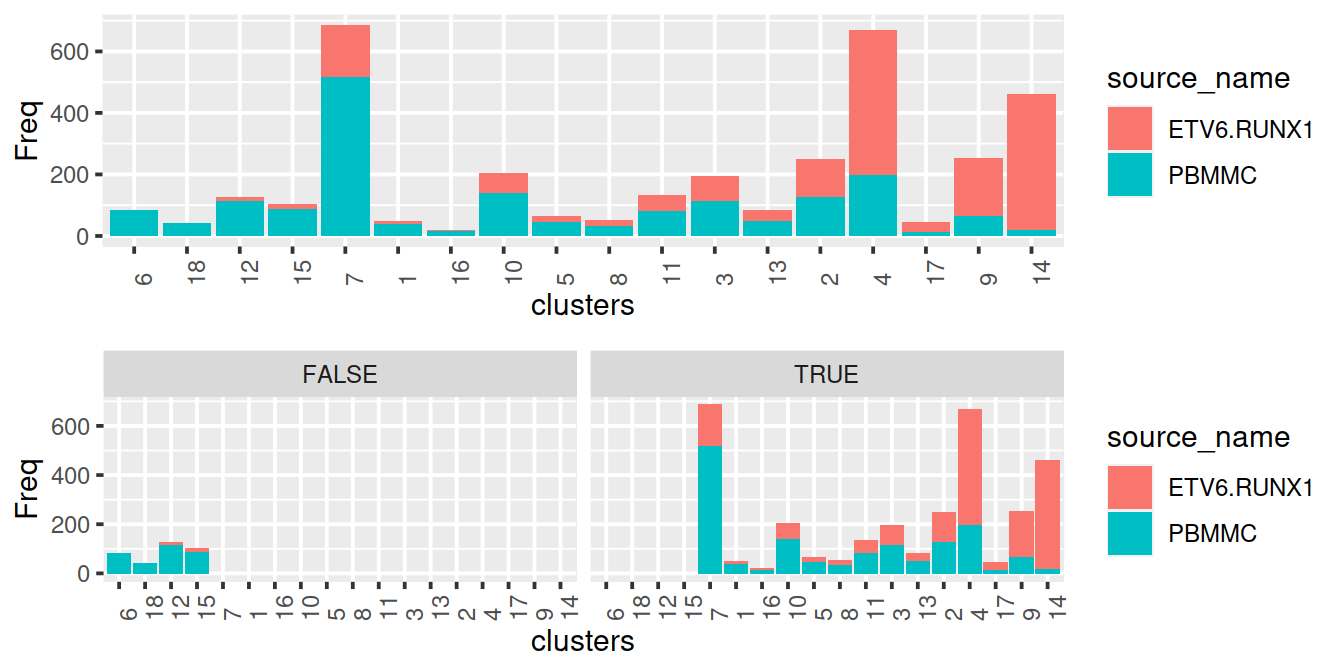 Freq
600
400
200
0
6 18 12 15 7 1 16 10 5 8 11 3 13 2 4 17 9 14
clusters
source_name
ETV6.RUNX1
PBMMC
FALSE TRUE
Freq
600
400
200
0
6 18 12 15 7 1 16 10 5 8 11 3 13 2 4 17 9 14 6 18 12 15 7 1 16 10 5 8 11 3 13 2 4 17 9 14
clusters
source_name
ETV6.RUNX1
PBMMC